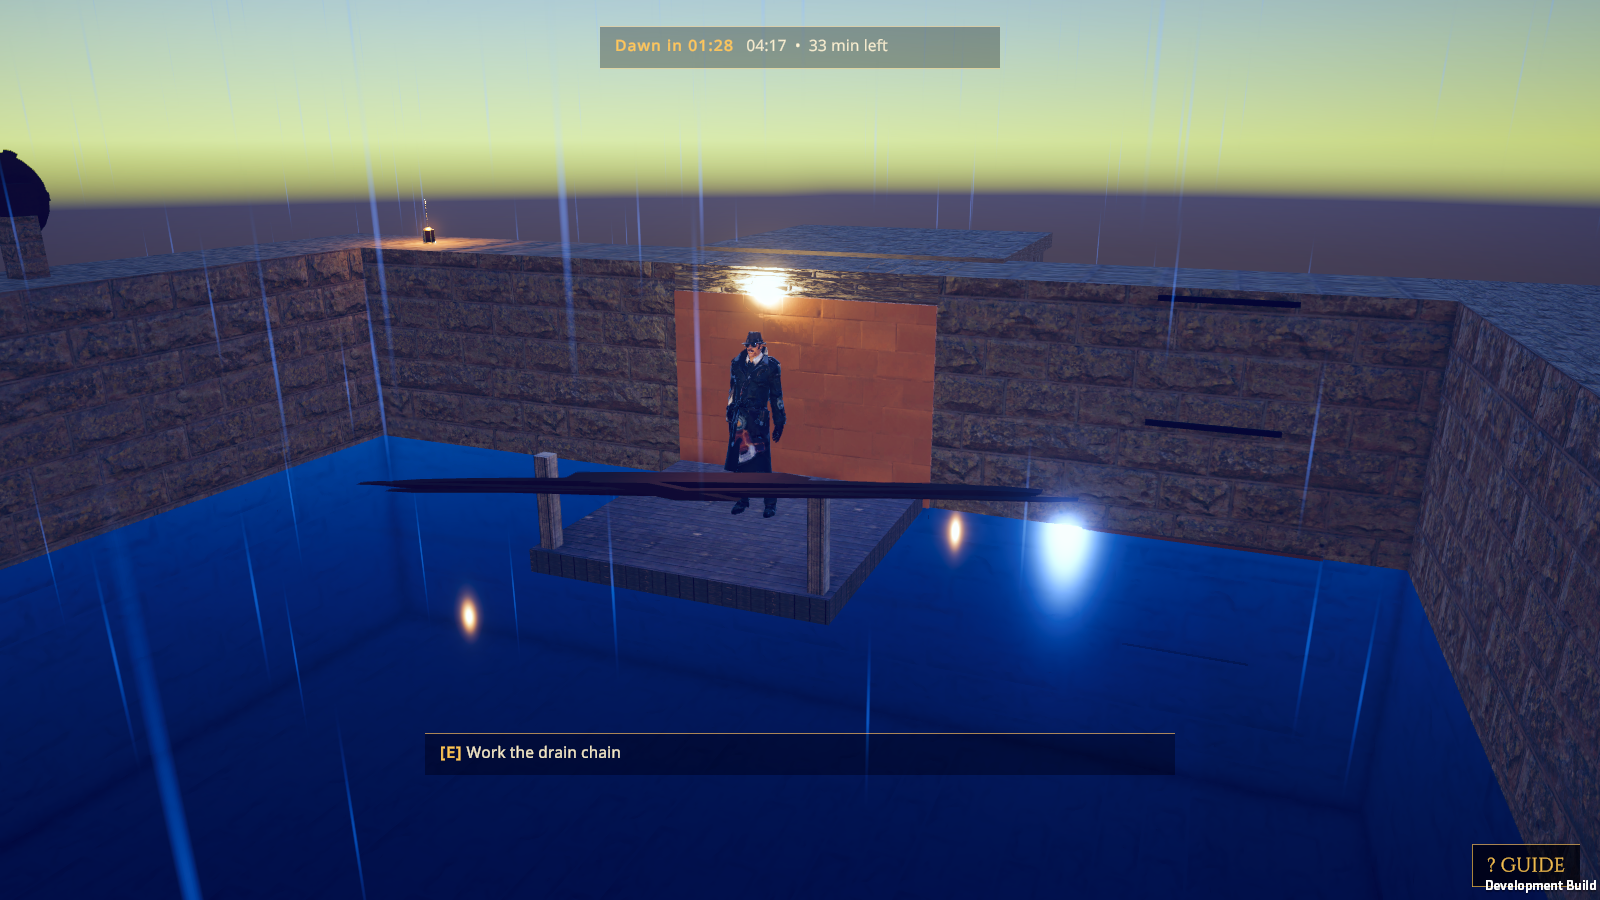 Dawn in 01:28 04:17 • 33 min left
[E] Work the drain chain
? GUIDE
Development Build